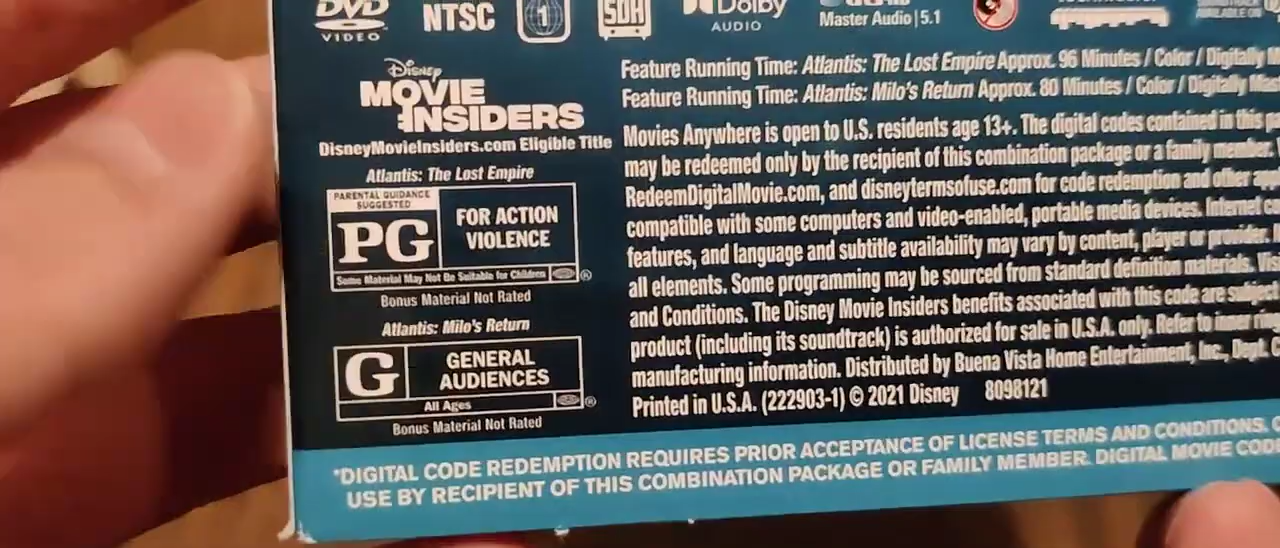 DVD
VIDEO
NTSC
1
SDH
Dolby
AUDIO
Master Audio | 5.1
AVAILABLE ON
Disney
MOVIE
INSIDERS
DisneyMovieInsiders.com Eligible Title
Atlantis: The Lost Empire
PARENTAL GUIDANCE
SUGGESTED
PG
FOR ACTION
VIOLENCE
Some Material May Not Be Suitable for Children
®
Bonus Material Not Rated
Atlantis: Milo's Return
G
GENERAL
AUDIENCES
All Ages
®
Bonus Material Not Rated
Feature Running Time: Atlantis: The Lost Empire Approx. 96 Minutes / Color / Digitally
Feature Running Time: Atlantis: Milo's Return Approx. 80 Minutes / Color / Digitally
Movies Anywhere is open to U.S. residents age 13+. The digital codes contained in this
may be redeemed only by the recipient of this combination package or a family member.
RedeemDigitalMovie.com, and disneytermsofuse.com for code redemption and other
compatible with some computers and video-enabled, portable media devices. Internet
features, and language and subtitle availability may vary by content, player or provider.
all elements. Some programming may be sourced from standard definition materials.
and Conditions. The Disney Movie Insiders benefits associated with this code are subject
product (including its soundtrack) is authorized for sale in U.S.A. only. Refer to inner
manufacturing information. Distributed by Buena Vista Home Entertainment, Inc., Dept.
Printed in U.S.A. (222903-1) © 2021 Disney 8098121
*DIGITAL CODE REDEMPTION REQUIRES PRIOR ACCEPTANCE OF LICENSE TERMS AND CONDITIONS.
USE BY RECIPIENT OF THIS COMBINATION PACKAGE OR FAMILY MEMBER. DIGITAL MOVIE